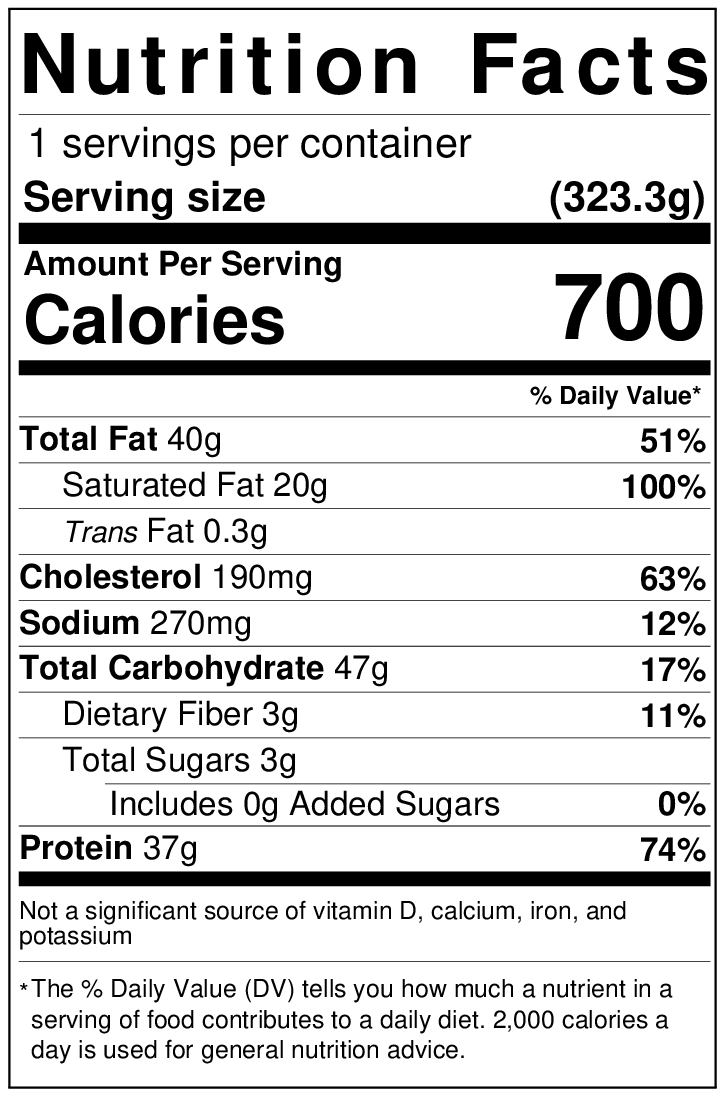 Nutrition Facts
1 servings per container
Serving size (323.3g)
Amount Per Serving
Calories 700
% Daily Value*
Total Fat 40g 51%
Saturated Fat 20g 100%
Trans Fat 0.3g
Cholesterol 190mg 63%
Sodium 270mg 12%
Total Carbohydrate 47g 17%
Dietary Fiber 3g 11%
Total Sugars 3g
Includes 0g Added Sugars 0%
Protein 37g 74%
Not a significant source of vitamin D, calcium, iron, and
potassium
*The % Daily Value (DV) tells you how much a nutrient in a
serving of food contributes to a daily diet. 2,000 calories a
day is used for general nutrition advice.